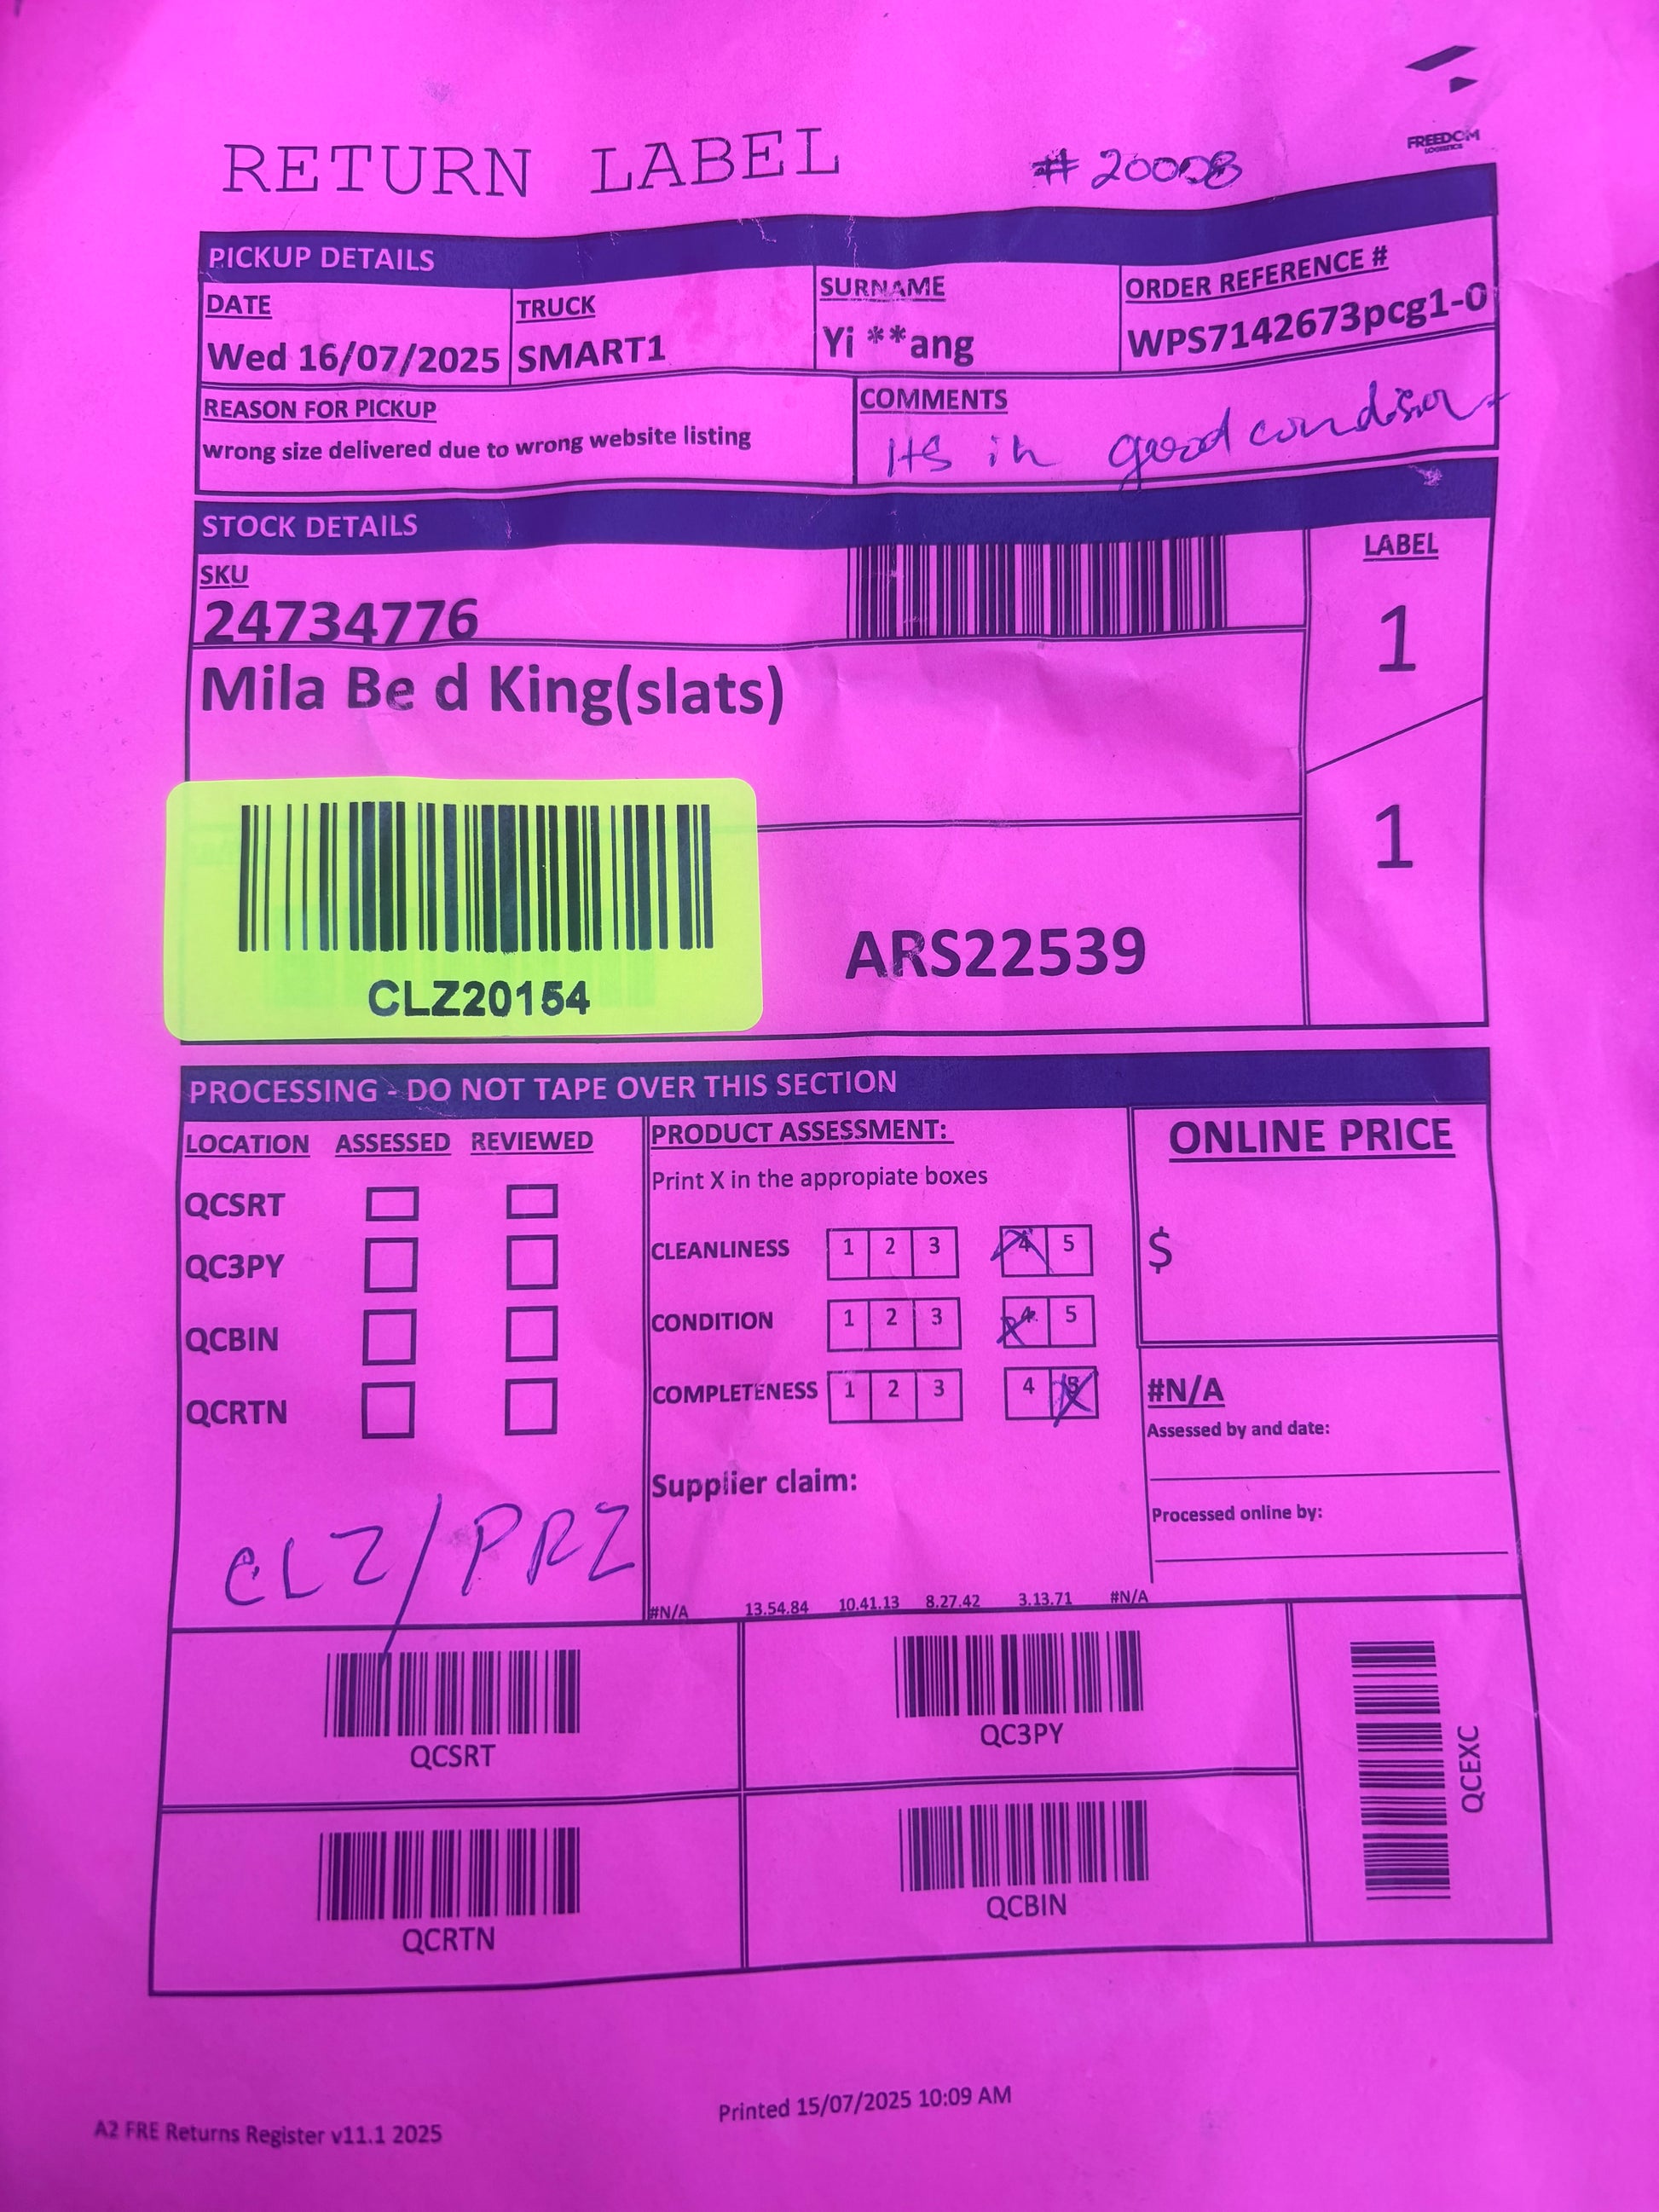 FREEDOM
LOGISTICS
RETURN LABEL
PICKUP DETAILS
DATE TRUCK SURNAME ORDER REFERENCE #
Wed 16/07/2025 SMART1 Yi **ang WPS7142673pcg1-0
REASON FOR PICKUP COMMENTS
wrong size delivered due to wrong website listing
its in good condision
STOCK DETAILS
SKU LABEL
24734776 1
Mila Be d King(slats)
1
ARS22539
CLZ20154
PROCESSING - DO NOT TAPE OVER THIS SECTION
LOCATION ASSESSED REVIEWED
QCSRT
QC3PY
QCBIN
QCRTN
CLZ/PRZ
PRODUCT ASSESSMENT:
Print X in the appropiate boxes
CLEANLINESS 1 2 3 4 5
CONDITION 1 2 3 4 5
COMPLETENESS 1 2 3 4 5
Supplier claim:
#N/A 13.54.84 10.41.13 8.27.42 3.13.71 #N/A
ONLINE PRICE
$
#N/A
Assessed by and date:
Processed online by:
QCSRT
QC3PY
QCRTN
QCBIN
QCEXC
Printed 15/07/2025 10:09 AM
A2 FRE Returns Register v11.1 2025